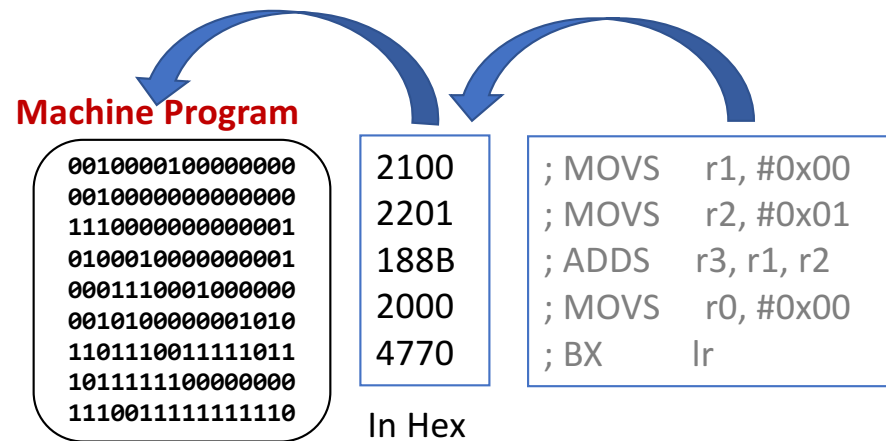 Machine Program
0010000100000000
0010000000000000
1110000000000001
0100010000000001
0001110001000000
0010100000001010
1101110011111011
1011111100000000
1110011111111110
2100
2201
188B
2000
4770
In Hex
; MOVS r1, #0x00
; MOVS r2, #0x01
; ADDS r3, r1, r2
; MOVS r0, #0x00
; BX lr